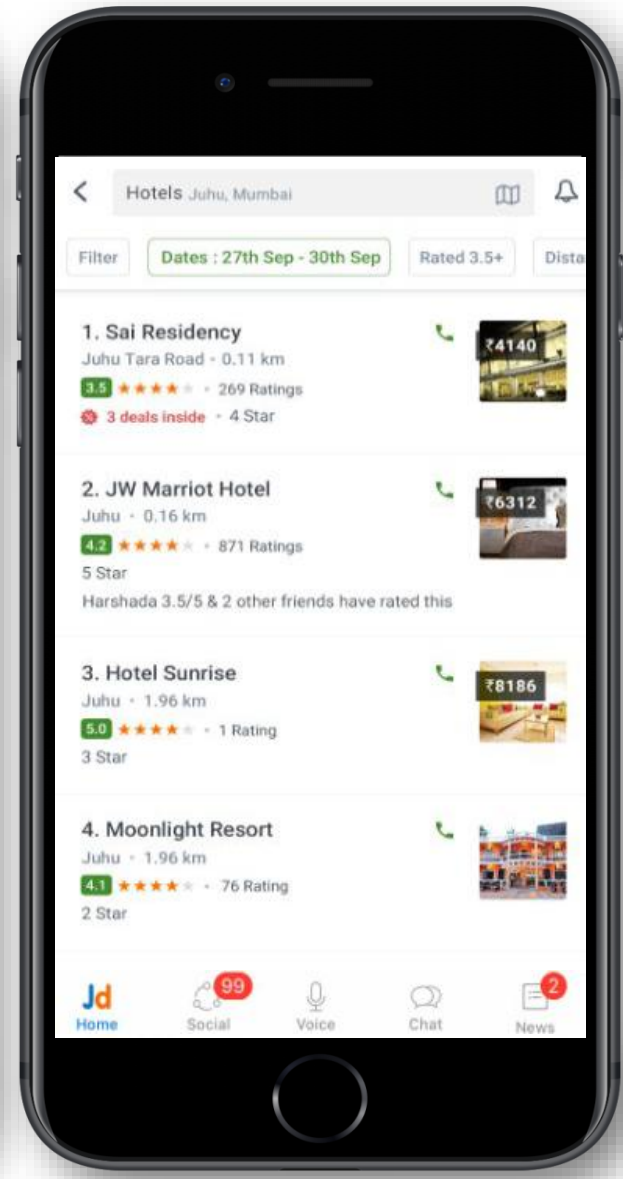 Hotels Juhu, Mumbai
Filter
Dates : 27th Sep - 30th Sep
Rated 3.5+
Dista
1. Sai Residency
₹4140
Juhu Tara Road • 0.11 km
3.5 ★★★★★ • 269 Ratings
3 deals inside • 4 Star
2. JW Marriot Hotel
₹6312
Juhu • 0.16 km
4.2 ★★★★★ • 871 Ratings
5 Star
Harshada 3.5/5 & 2 other friends have rated this
3. Hotel Sunrise
₹8186
Juhu • 1.96 km
5.0 ★★★★★ • 1 Rating
3 Star
4. Moonlight Resort
Juhu • 1.96 km
4.1 ★★★★★ • 76 Rating
2 Star
Jd
99
2
Home
Social
Voice
Chat
News